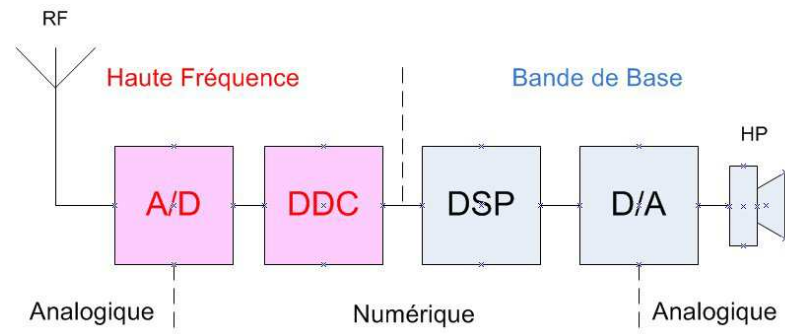 RF
Haute Fréquence
Bande de Base
HP
A/D
DDC
DSP
D/A
Analogique
Numérique
Analogique